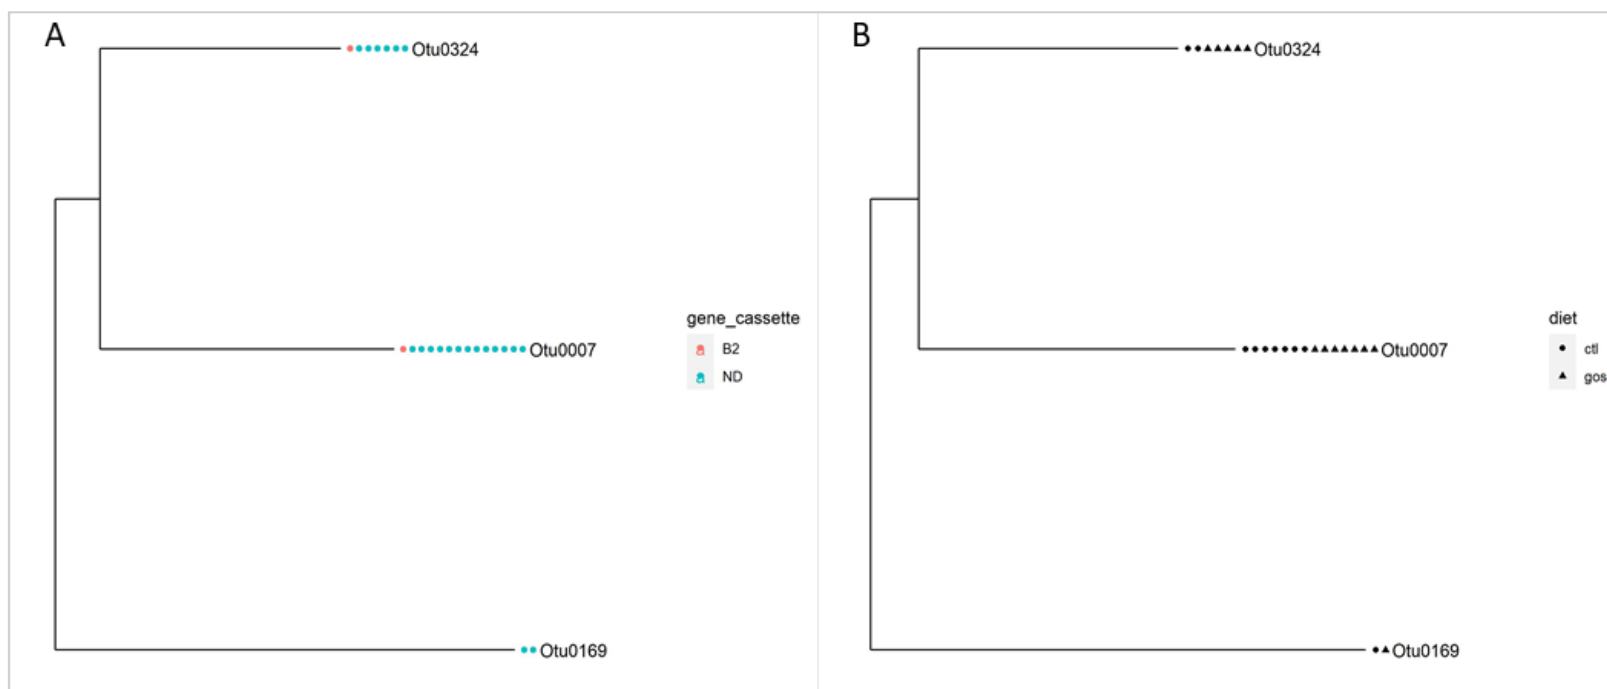 A
Otu0324
Otu0007
gene_cassette
a B2
a ND
Otu0169
B
Otu0324
Otu0007
diet
ctl
gos
Otu0169